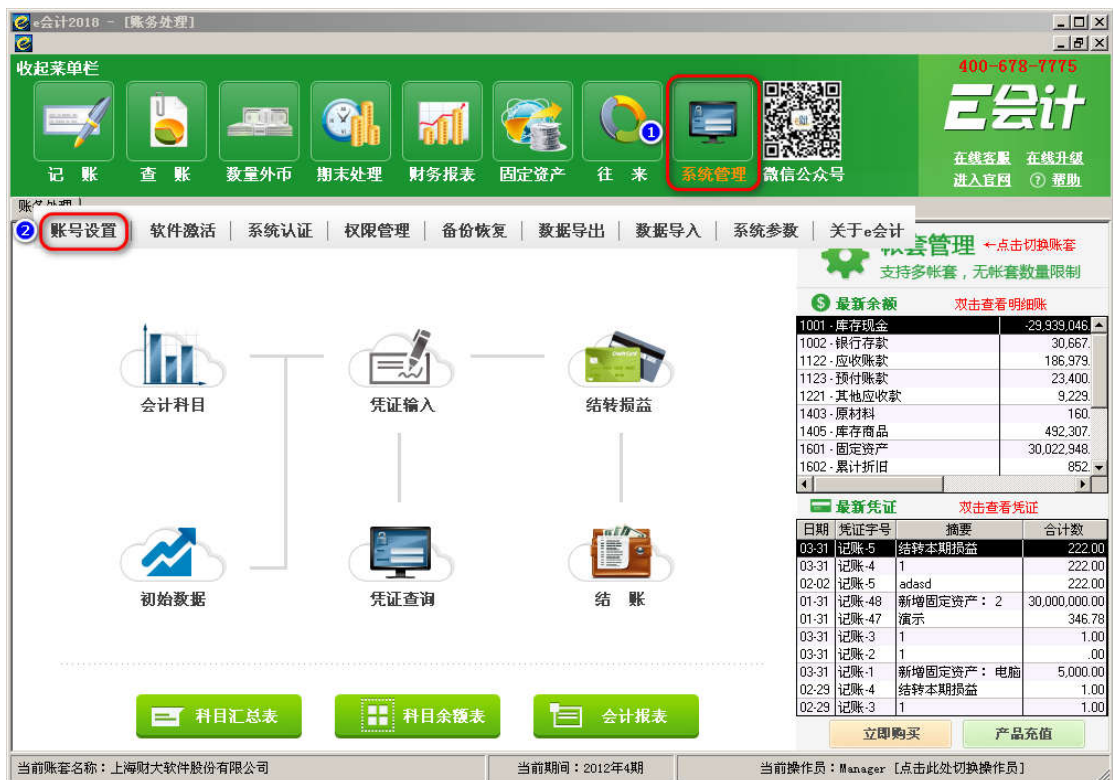 e会计2018 - [账务处理]
收起菜单栏
400-678-7775
E会计
在线客服 在线升级
进入官网 ? 帮助
记 账 查 账 数量外币 期末处理 财务报表 固定资产 往 来 1 系统管理 微信公众号
账务处理
2 账号设置 | 软件激活 | 系统认证 | 权限管理 | 备份恢复 | 数据导出 | 数据导入 | 系统参数 | 关于e会计
帐套管理 ←点击切换账套
支持多帐套，无帐套数量限制
会计科目
凭证输入
结转损益
初始数据
凭证查询
结 账
科目汇总表
科目余额表
会计报表
最新余额 双击查看明细账
1001 - 库存现金 -29,939,046.
1002 - 银行存款 30,667.
1122 - 应收账款 186,979.
1123 - 预付账款 23,400.
1221 - 其他应收款 9,229.
1403 - 原材料 160.
1405 - 库存商品 492,307.
1601 - 固定资产 30,022,948.
1602 - 累计折旧 852.
最新凭证 双击查看凭证
日期 凭证字号 摘要 合计数
03-31 记账-5 结转本期损益 222.00
03-31 记账-4 1 222.00
02-02 记账-5 adasd 222.00
01-31 记账-48 新增固定资产： 2 30,000,000.00
01-31 记账-47 演示 346.78
03-31 记账-3 1 1.00
03-31 记账-2 1 .00
03-31 记账-1 新增固定资产： 电脑 5,000.00
02-29 记账-4 结转本期损益 1.00
02-29 记账-3 1 1.00
立即购买 产品充值
当前账套名称：上海财大软件股份有限公司 当前期间：2012年4期 当前操作员：Manager [点击此处切换操作员]